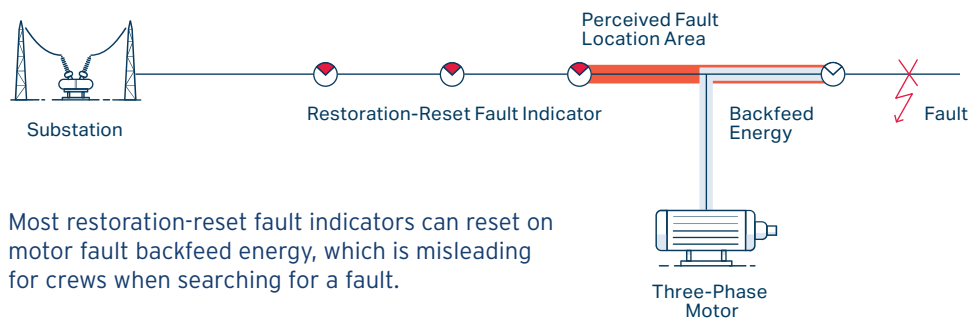 Perceived Fault
Location Area
Substation
Restoration-Reset Fault Indicator
Backfeed
Energy
Fault
Most restoration-reset fault indicators can reset on
motor fault backfeed energy, which is misleading
for crews when searching for a fault.
Three-Phase
Motor